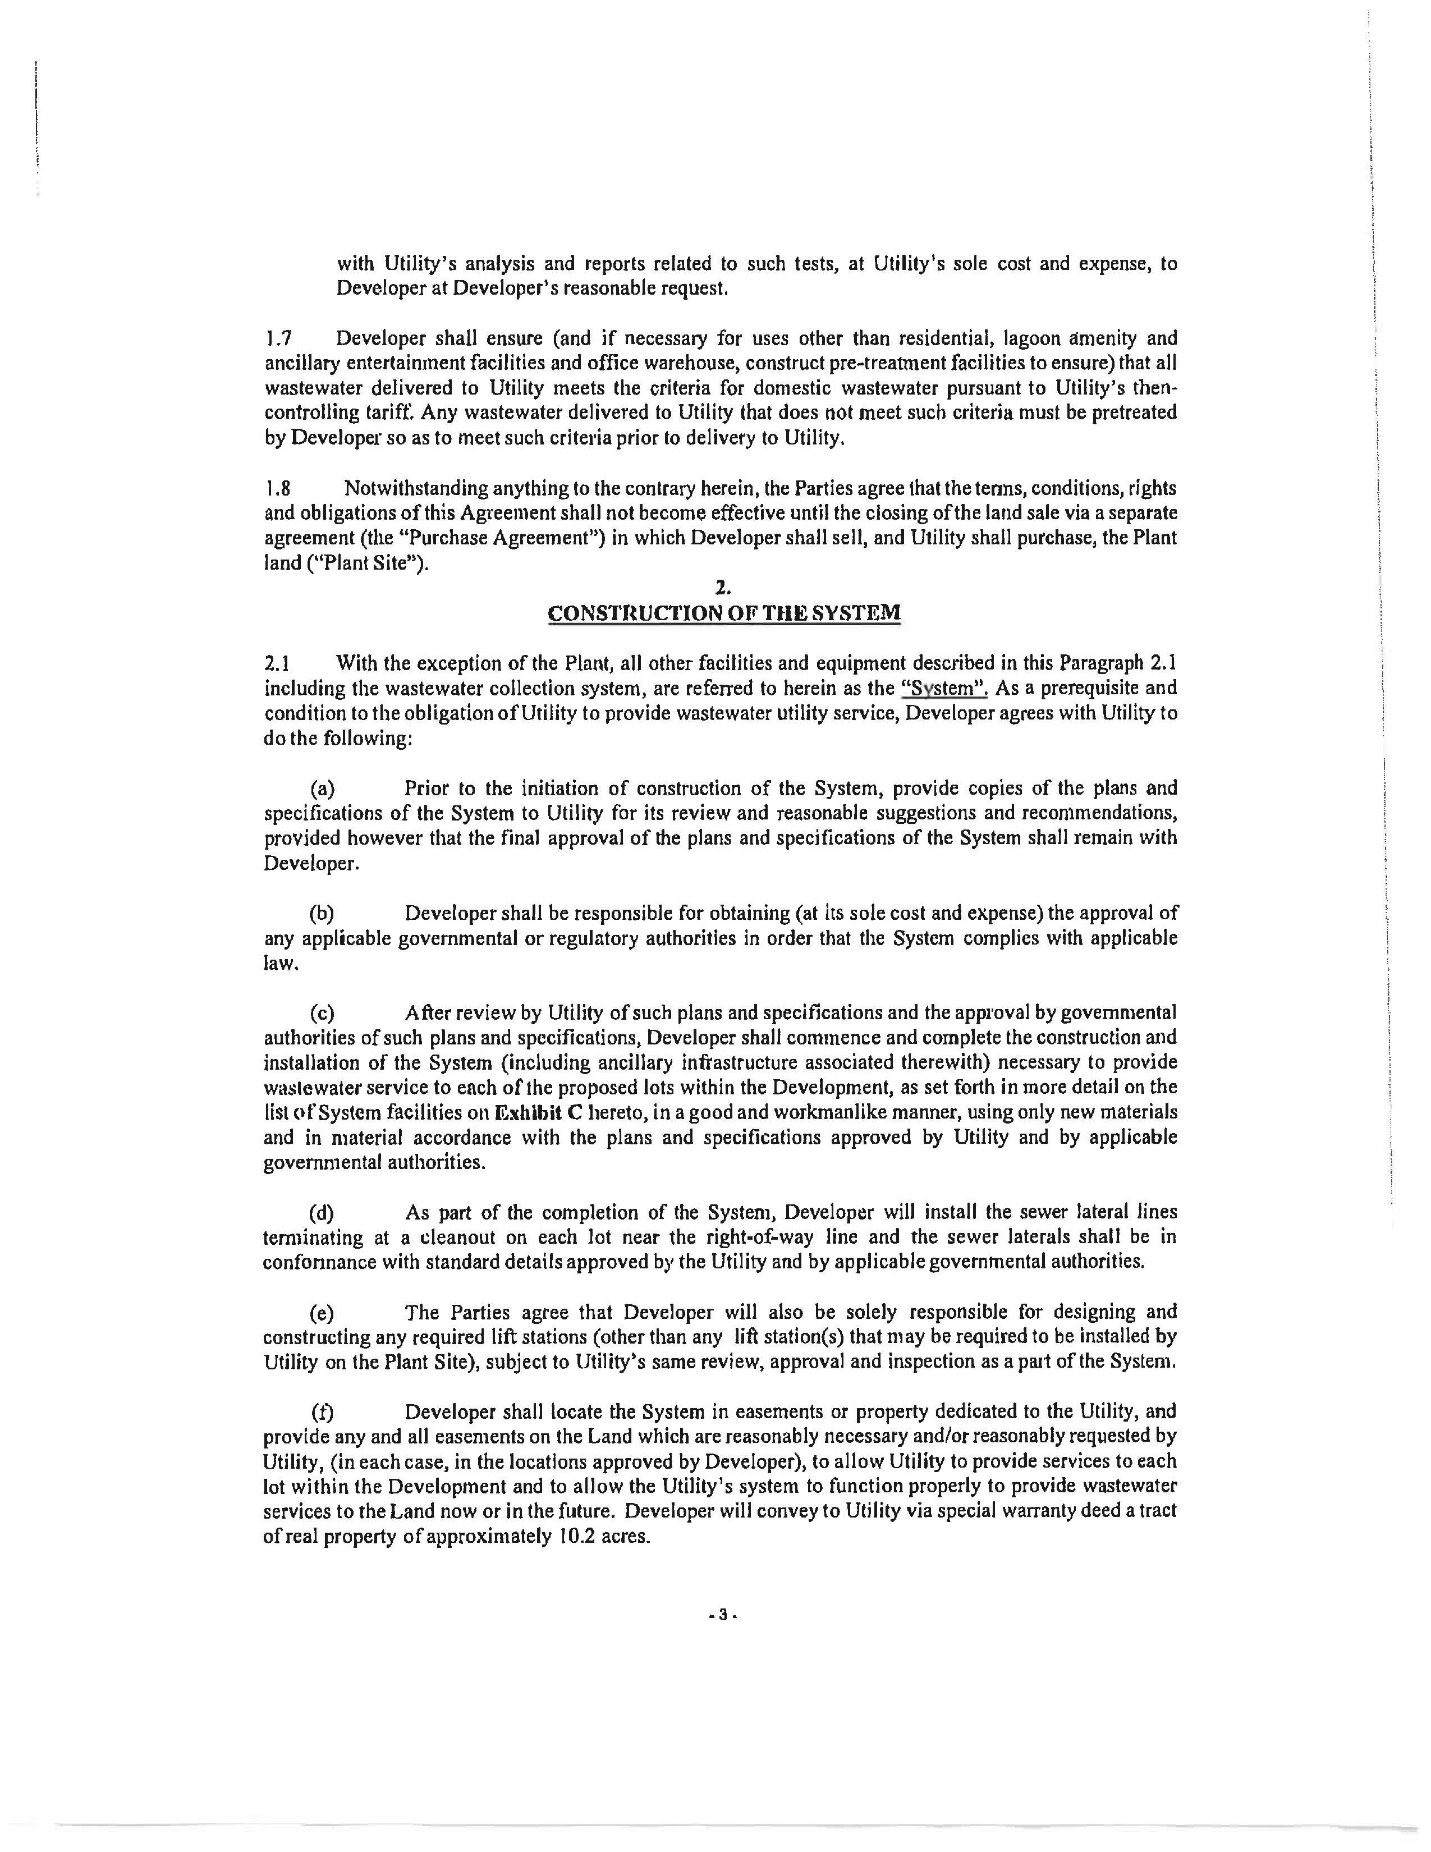 with Utility's analysis and reports related to such tests, at Utility's sole cost and expense, to
Developer at Developer's reasonable request.
1.7 Developer shall ensure (and if necessary for uses other than residential, lagoon amenity and
ancillary entertainment facilities and office warehouse, construct pre-treatment facilities to ensure) that all
wastewater delivered to Utility meets the criteria for domestic wastewater pursuant to Utility's then-
controlling tariff. Any wastewater delivered to Utility that does not meet such criteria must be pretreated
by Developer so as to meet such criteria prior to delivery to Utility.
1.8 Notwithstanding anything to the contrary herein, the Parties agree that the terms, conditions, rights
and obligations of this Agreement shall not become effective until the closing of the land sale via a separate
agreement (the "Purchase Agreement") in which Developer shall sell, and Utility shall purchase, the Plant
land ("Plant Site").
2.
CONSTRUCTION OF THE SYSTEM
2.1 With the exception of the Plant, all other facilities and equipment described in this Paragraph 2.1
including the wastewater collection system, are referred to herein as the "System". As a prerequisite and
condition to the obligation of Utility to provide wastewater utility service, Developer agrees with Utility to
do the following:
(a) Prior to the initiation of construction of the System, provide copies of the plans and
specifications of the System to Utility for its review and reasonable suggestions and recommendations,
provided however that the final approval of the plans and specifications of the System shall remain with
Developer.
(b) Developer shall be responsible for obtaining (at its sole cost and expense) the approval of
any applicable governmental or regulatory authorities in order that the System complies with applicable
law.
(c) After review by Utility of such plans and specifications and the approval by governmental
authorities of such plans and specifications, Developer shall commence and complete the construction and
installation of the System (including ancillary infrastructure associated therewith) necessary to provide
wastewater service to each of the proposed lots within the Development, as set forth in more detail on the
list of System facilities on Exhibit C hereto, in a good and workmanlike manner, using only new materials
and in material accordance with the plans and specifications approved by Utility and by applicable
governmental authorities.
(d) As part of the completion of the System, Developer will install the sewer lateral lines
terminating at a cleanout on each lot near the right-of-way line and the sewer laterals shall be in
conformance with standard details approved by the Utility and by applicable governmental authorities.
(e) The Parties agree that Developer will also be solely responsible for designing and
constructing any required lift stations (other than any lift station(s) that may be required to be installed by
Utility on the Plant Site), subject to Utility's same review, approval and inspection as a part of the System.
(f) Developer shall locate the System in easements or property dedicated to the Utility, and
provide any and all easements on the Land which are reasonably necessary and/or reasonably requested by
Utility, (in each case, in the locations approved by Developer), to allow Utility to provide services to each
lot within the Development and to allow the Utility's system to function properly to provide wastewater
services to the Land now or in the future. Developer will convey to Utility via special warranty deed a tract
of real property of approximately 10.2 acres.
- 3 -